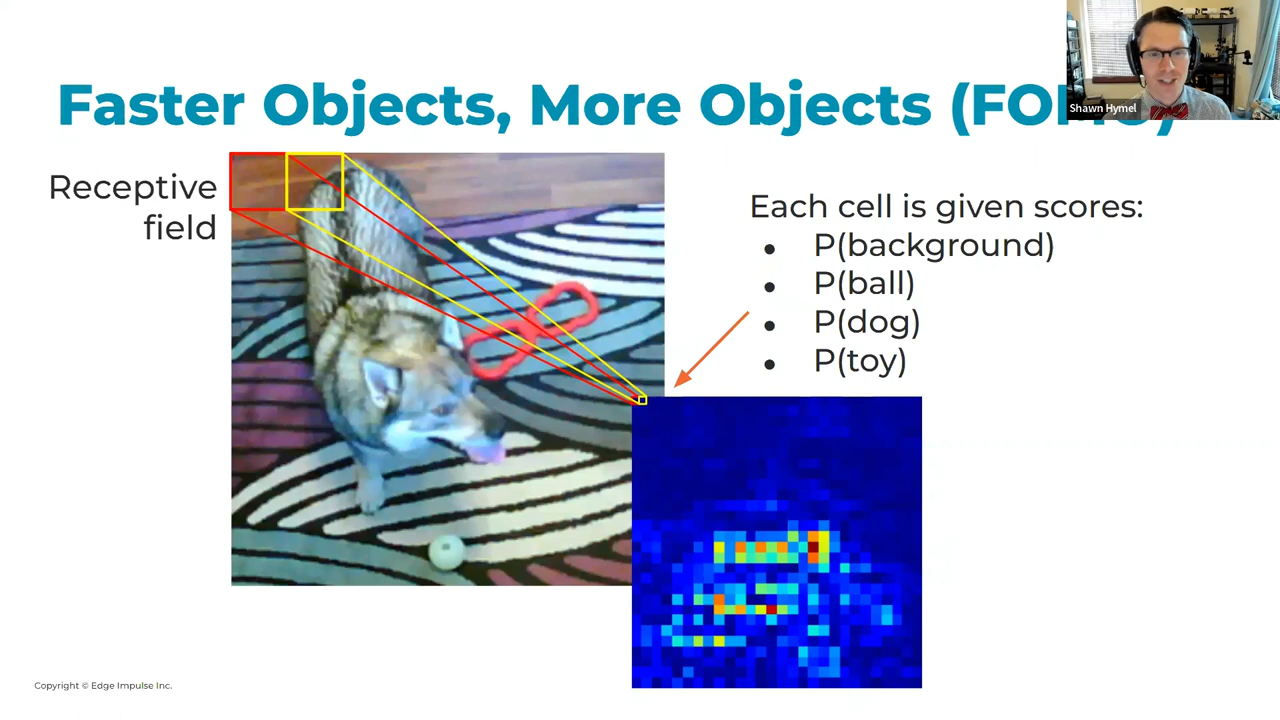 Faster Objects, More Objects (FO
Shawn Hymel
Receptive
field
Each cell is given scores:
• P(background)
• P(ball)
• P(dog)
• P(toy)
Copyright © Edge Impulse Inc.